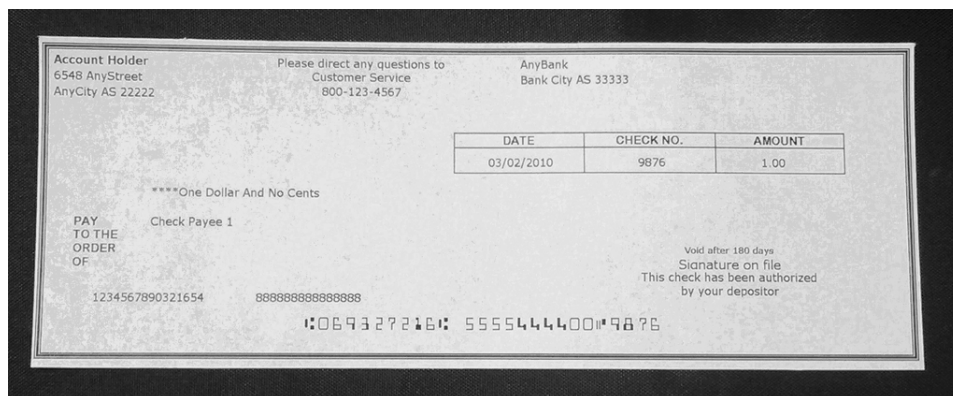 Account Holder
6548 AnyStreet
AnyCity AS 22222
Please direct any questions to
Customer Service
800-123-4567
AnyBank
Bank City AS 33333
DATE CHECK NO. AMOUNT
03/02/2010 9876 1.00
****One Dollar And No Cents
PAY
TO THE
ORDER
OF
Check Payee 1
Void after 180 days
Signature on file
This check has been authorized
by your depositor
1234567890321654 888888888888888
⑆069327216⑆ 5555444400⑈9876